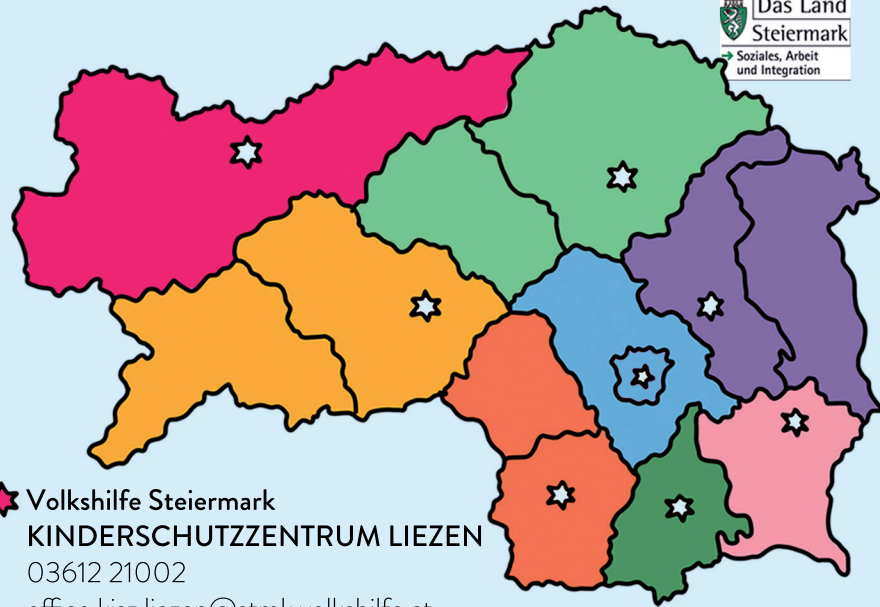 Das Land
Steiermark
→ Soziales, Arbeit
und Integration
Volkshilfe Steiermark
KINDERSCHUTZZENTRUM LIEZEN
03612 21002